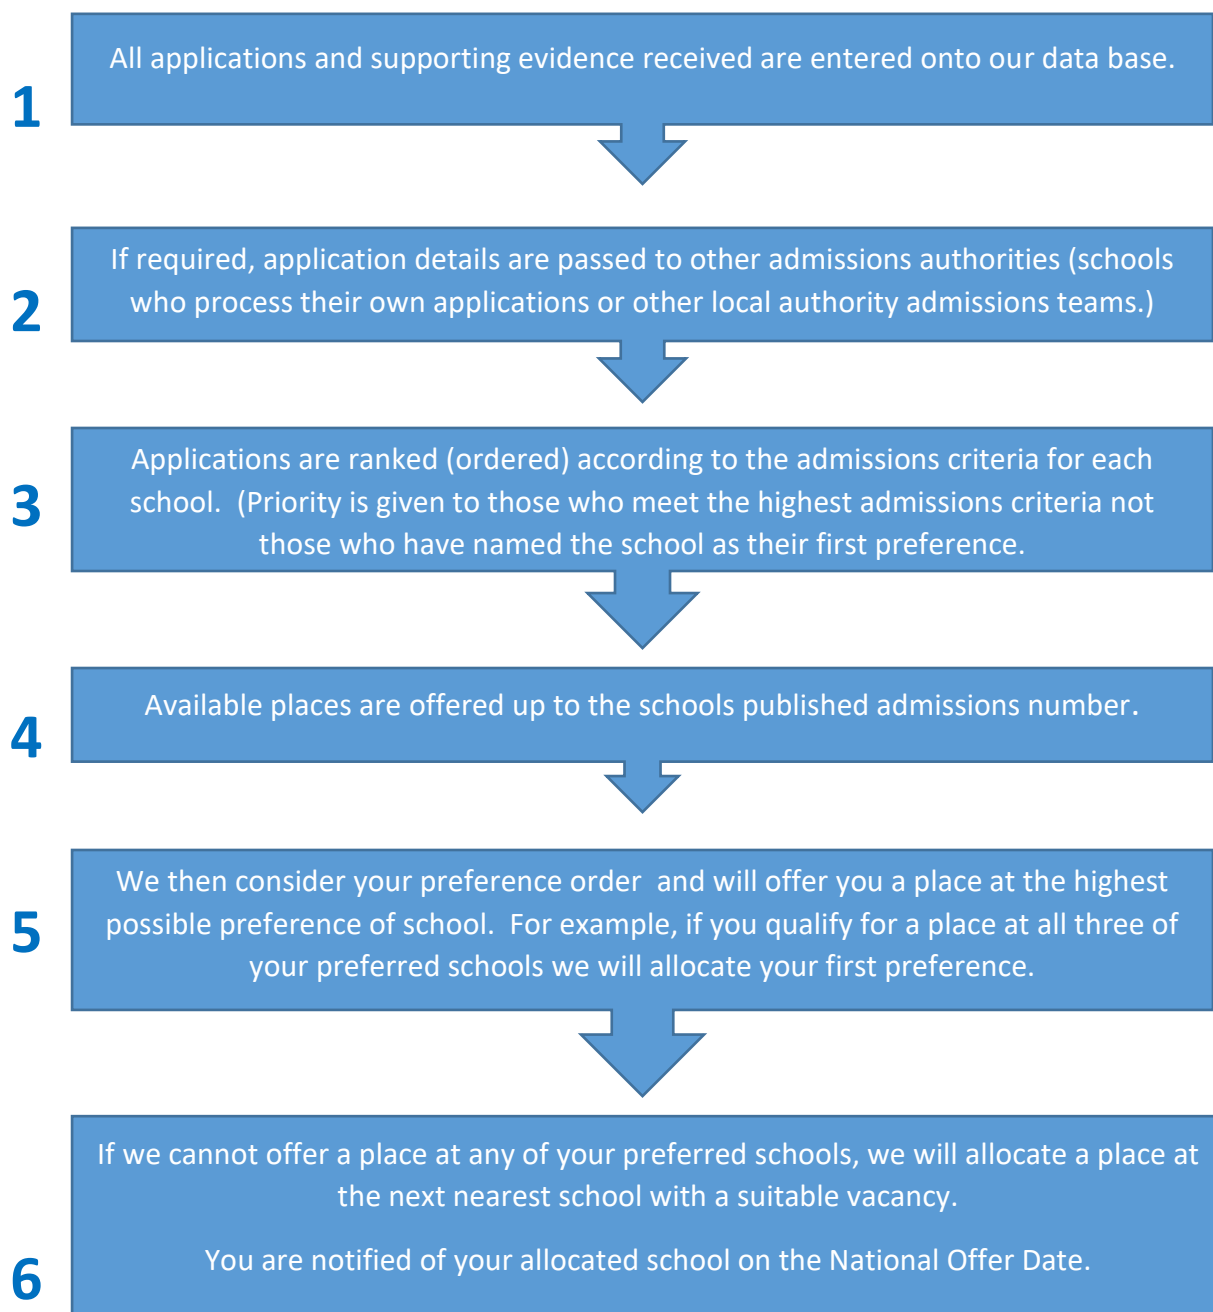 All applications and supporting evidence received are entered onto our data base.
1
If required, application details are passed to other admissions authorities (schools
who process their own applications or other local authority admissions teams.)
2
Applications are ranked (ordered) according to the admissions criteria for each
school.  (Priority is given to those who meet the highest admissions criteria not
those who have named the school as their first preference.
3
Available places are offered up to the schools published admissions number.
4
We then consider your preference order  and will offer you a place at the highest
possible preference of school.  For example, if you qualify for a place at all three of
your preferred schools we will allocate your first preference.
5
If we cannot offer a place at any of your preferred schools, we will allocate a place at
the next nearest school with a suitable vacancy.
You are notified of your allocated school on the National Offer Date.
6